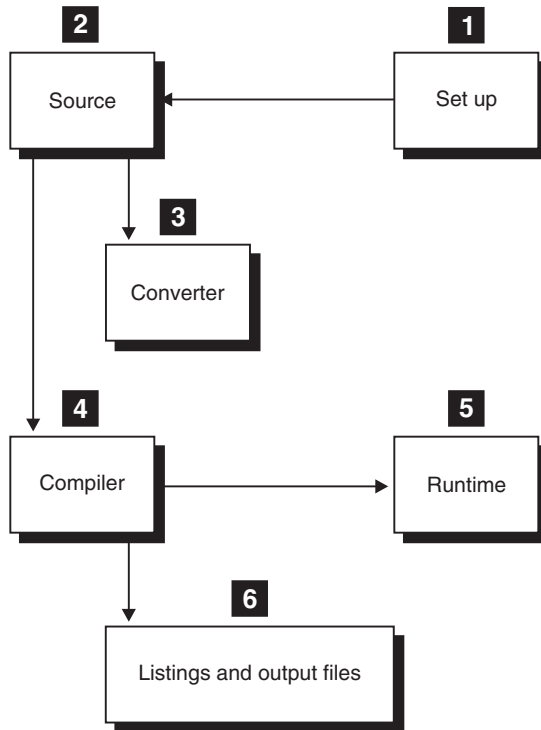 2
1
Source
Set up
3
Converter
4
5
Compiler
Runtime
6
Listings and output files